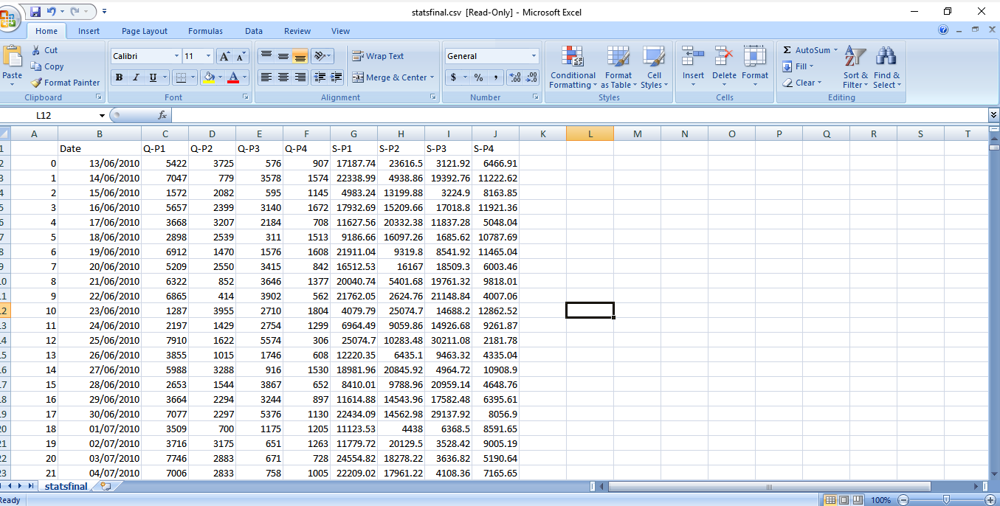 statsfinal.csv [Read-Only] - Microsoft Excel
Home Insert Page Layout Formulas Data Review View
Paste Cut Copy Format Painter Clipboard
Calibri 11 B I U A Font
Wrap Text Merge & Center Alignment
General $ % , Number
Conditional Formatting Format as Table Cell Styles Styles
Insert Delete Format Cells
Σ AutoSum Fill Clear Sort & Filter Find & Select Editing
L12 fx
A B C D E F G H I J K L M N O P Q R S T
1 Date Q-P1 Q-P2 Q-P3 Q-P4 S-P1 S-P2 S-P3 S-P4
2 0 13/06/2010 5422 3725 576 907 17187.74 23616.5 3121.92 6466.91
3 1 14/06/2010 7047 779 3578 1574 22338.99 4938.86 19392.76 11222.62
4 2 15/06/2010 1572 2082 595 1145 4983.24 13199.88 3224.9 8163.85
5 3 16/06/2010 5657 2399 3140 1672 17932.69 15209.66 17018.8 11921.36
6 4 17/06/2010 3668 3207 2184 708 11627.56 20332.38 11837.28 5048.04
7 5 18/06/2010 2898 2539 311 1513 9186.66 16097.26 1685.62 10787.69
8 6 19/06/2010 6912 1470 1576 1608 21911.04 9319.8 8541.92 11465.04
9 7 20/06/2010 5209 2550 3415 842 16512.53 16167 18509.3 6003.46
.0 8 21/06/2010 6322 852 3646 1377 20040.74 5401.68 19761.32 9818.01
.1 9 22/06/2010 6865 414 3902 562 21762.05 2624.76 21148.84 4007.06
.2 10 23/06/2010 1287 3955 2710 1804 4079.79 25074.7 14688.2 12862.52
.3 11 24/06/2010 2197 1429 2754 1299 6964.49 9059.86 14926.68 9261.87
.4 12 25/06/2010 7910 1622 5574 306 25074.7 10283.48 30211.08 2181.78
.5 13 26/06/2010 3855 1015 1746 608 12220.35 6435.1 9463.32 4335.04
.6 14 27/06/2010 5988 3288 916 1530 18981.96 20845.92 4964.72 10908.9
.7 15 28/06/2010 2653 1544 3867 652 8410.01 9788.96 20959.14 4648.76
.8 16 29/06/2010 3664 2294 3244 897 11614.88 14543.96 17582.48 6395.61
.9 17 30/06/2010 7077 2297 5376 1130 22434.09 14562.98 29137.92 8056.9
20 18 01/07/2010 3509 700 1175 1205 11123.53 4438 6368.5 8591.65
21 19 02/07/2010 3716 3175 651 1263 11779.72 20129.5 3528.42 9005.19
22 20 03/07/2010 7746 2883 671 728 24554.82 18278.22 3636.82 5190.64
23 21 04/07/2010 7006 2833 758 1005 22209.02 17961.22 4108.36 7165.65
statsfinal
Ready 100%